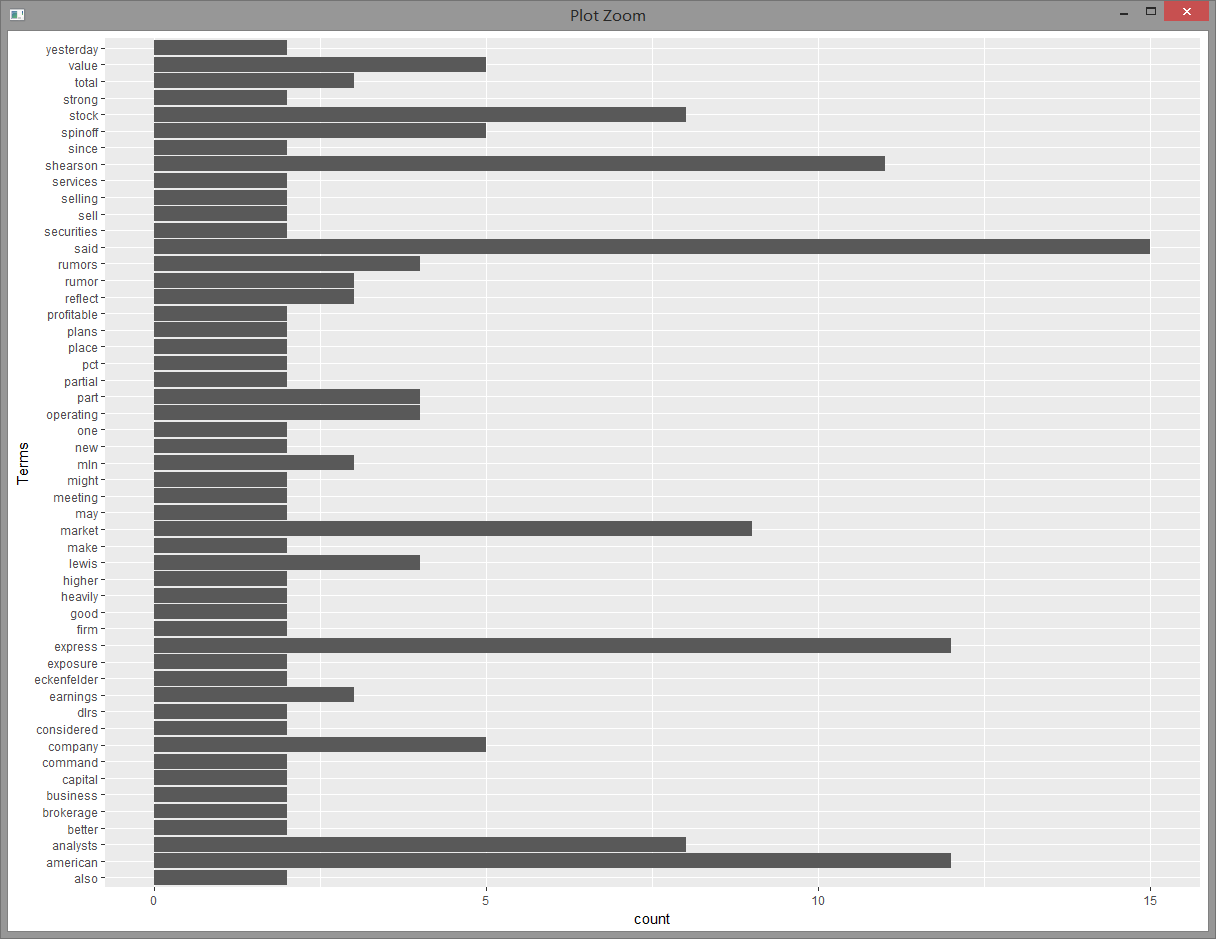 Plot Zoom
yesterday
value
total
strong
stock
spinoff
since
shearson
services
selling
sell
securities
said
rumors
rumor
reflect
profitable
plans
place
pct
partial
part
operating
one
new
mln
might
meeting
may
market
make
lewis
higher
heavily
good
firm
express
exposure
eckenfelder
earnings
dlrs
considered
company
command
capital
business
brokerage
better
analysts
american
also
Terms
0 5 10 15
count